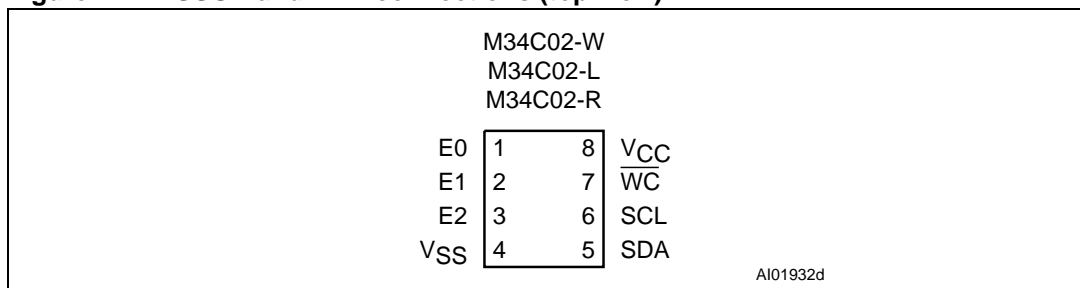 M34C02-W
M34C02-L
M34C02-R
E0 1 8 VCC
E1 2 7 WC
E2 3 6 SCL
VSS 4 5 SDA
AI01932d